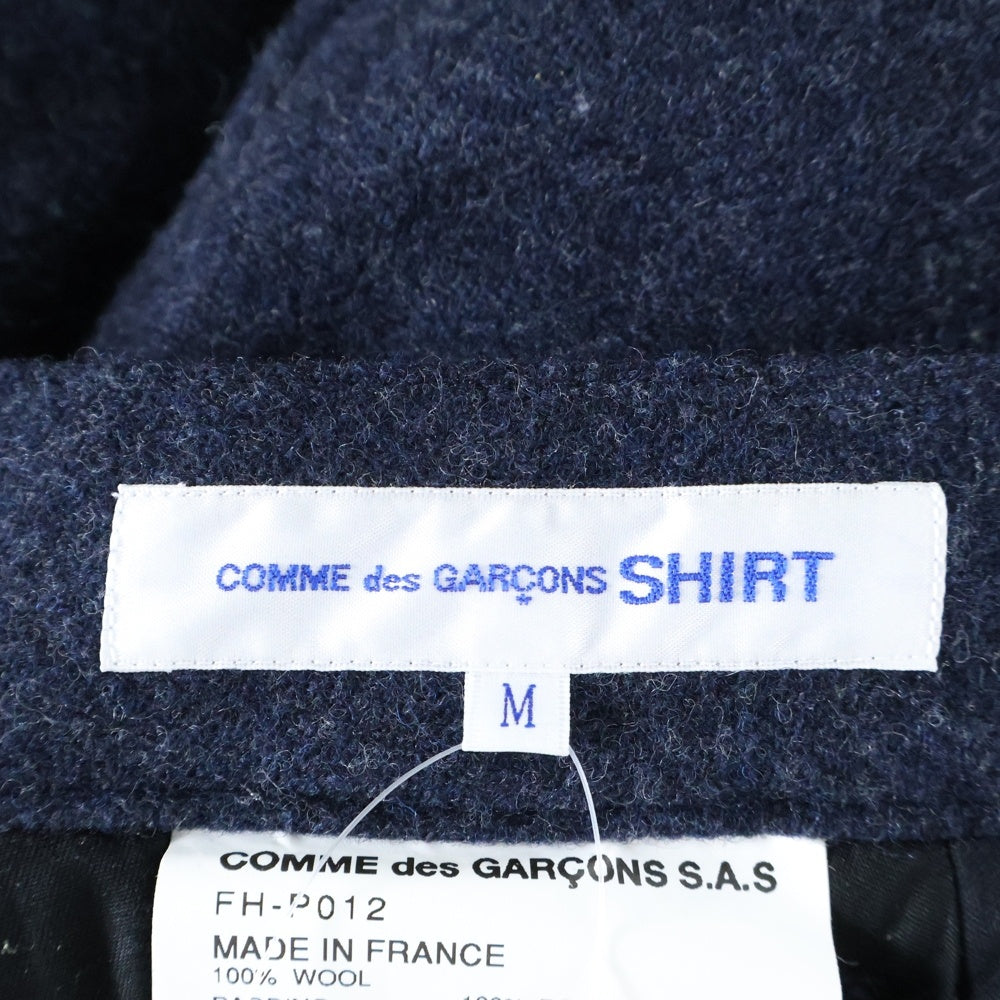 COMME des GARÇONS SHIRT
M
COMME des GARÇONS S.A.S
FH-P012
MADE IN FRANCE
100% WOOL